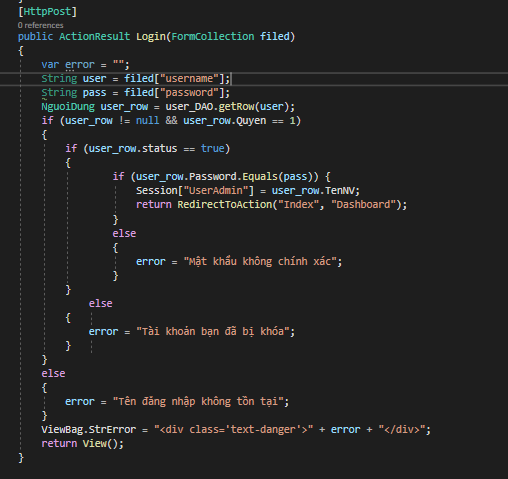 }
[HttpPost]
0 references
public ActionResult Login(FormCollection filed)
{
var error = "";
String user = filed["username"];
String pass = filed["password"];
NguoiDung user_row = user_DAO.getRow(user);
if (user_row != null && user_row.Quyen == 1)
{
if (user_row.status == true)
{
if (user_row.Password.Equals(pass)) {
Session["UserAdmin"] = user_row.TenNV;
return RedirectToAction("Index", "Dashboard");
}
else
{
error = "Mật khẩu không chính xác";
}
}
else
{
error = "Tài khoản bạn đã bị khóa";
}
}
else
{
error = "Tên đăng nhập không tồn tại";
}
ViewBag.StrError = "<div class='text-danger'>" + error + "</div>";
return View();
}